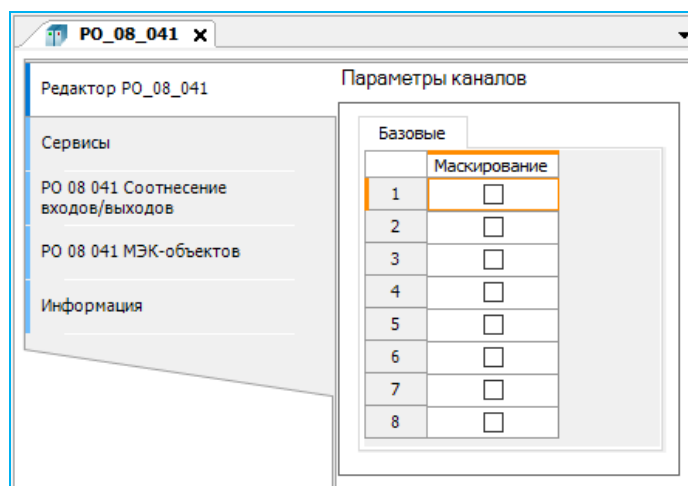 PO_08_041
Редактор PO_08_041
Сервисы
PO 08 041 Соотнесение
входов/выходов
PO 08 041 МЭК-объектов
Информация
Параметры каналов
Базовые
Маскирование
1
2
3
4
5
6
7
8